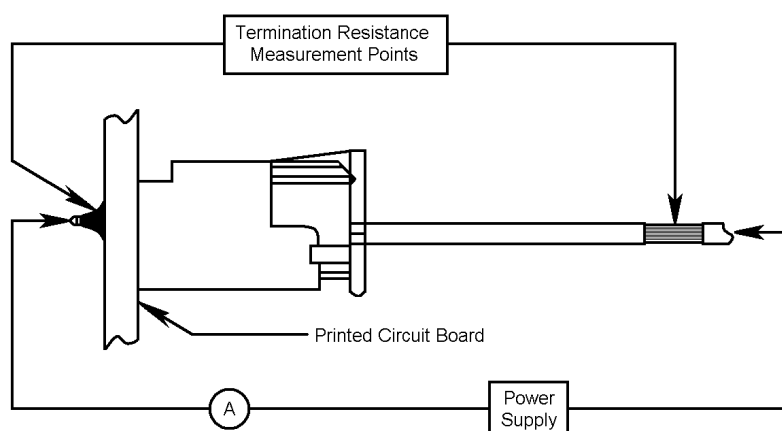 Termination Resistance
Measurement Points
Printed Circuit Board
A
Power
Supply